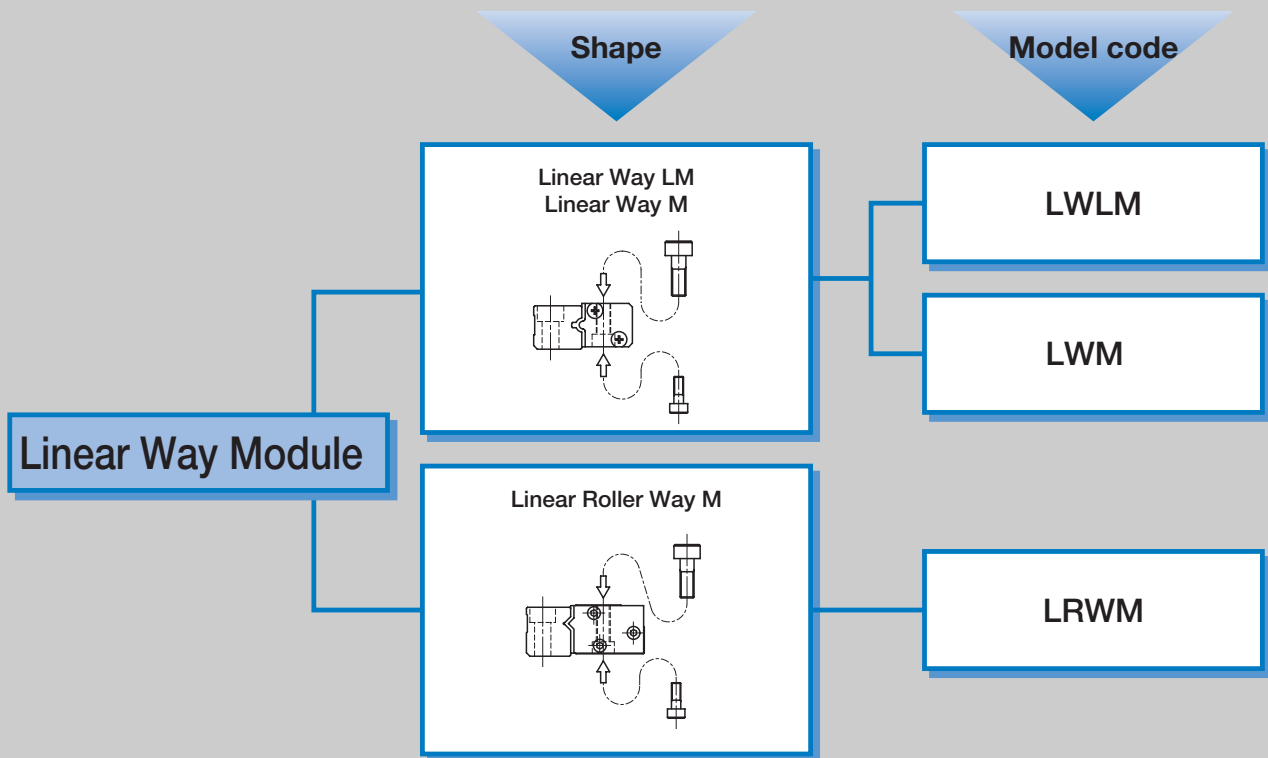 Shape
Model code
Linear Way Module
Linear Way LM
Linear Way M
LWLM
LWM
Linear Roller Way M
LRWM